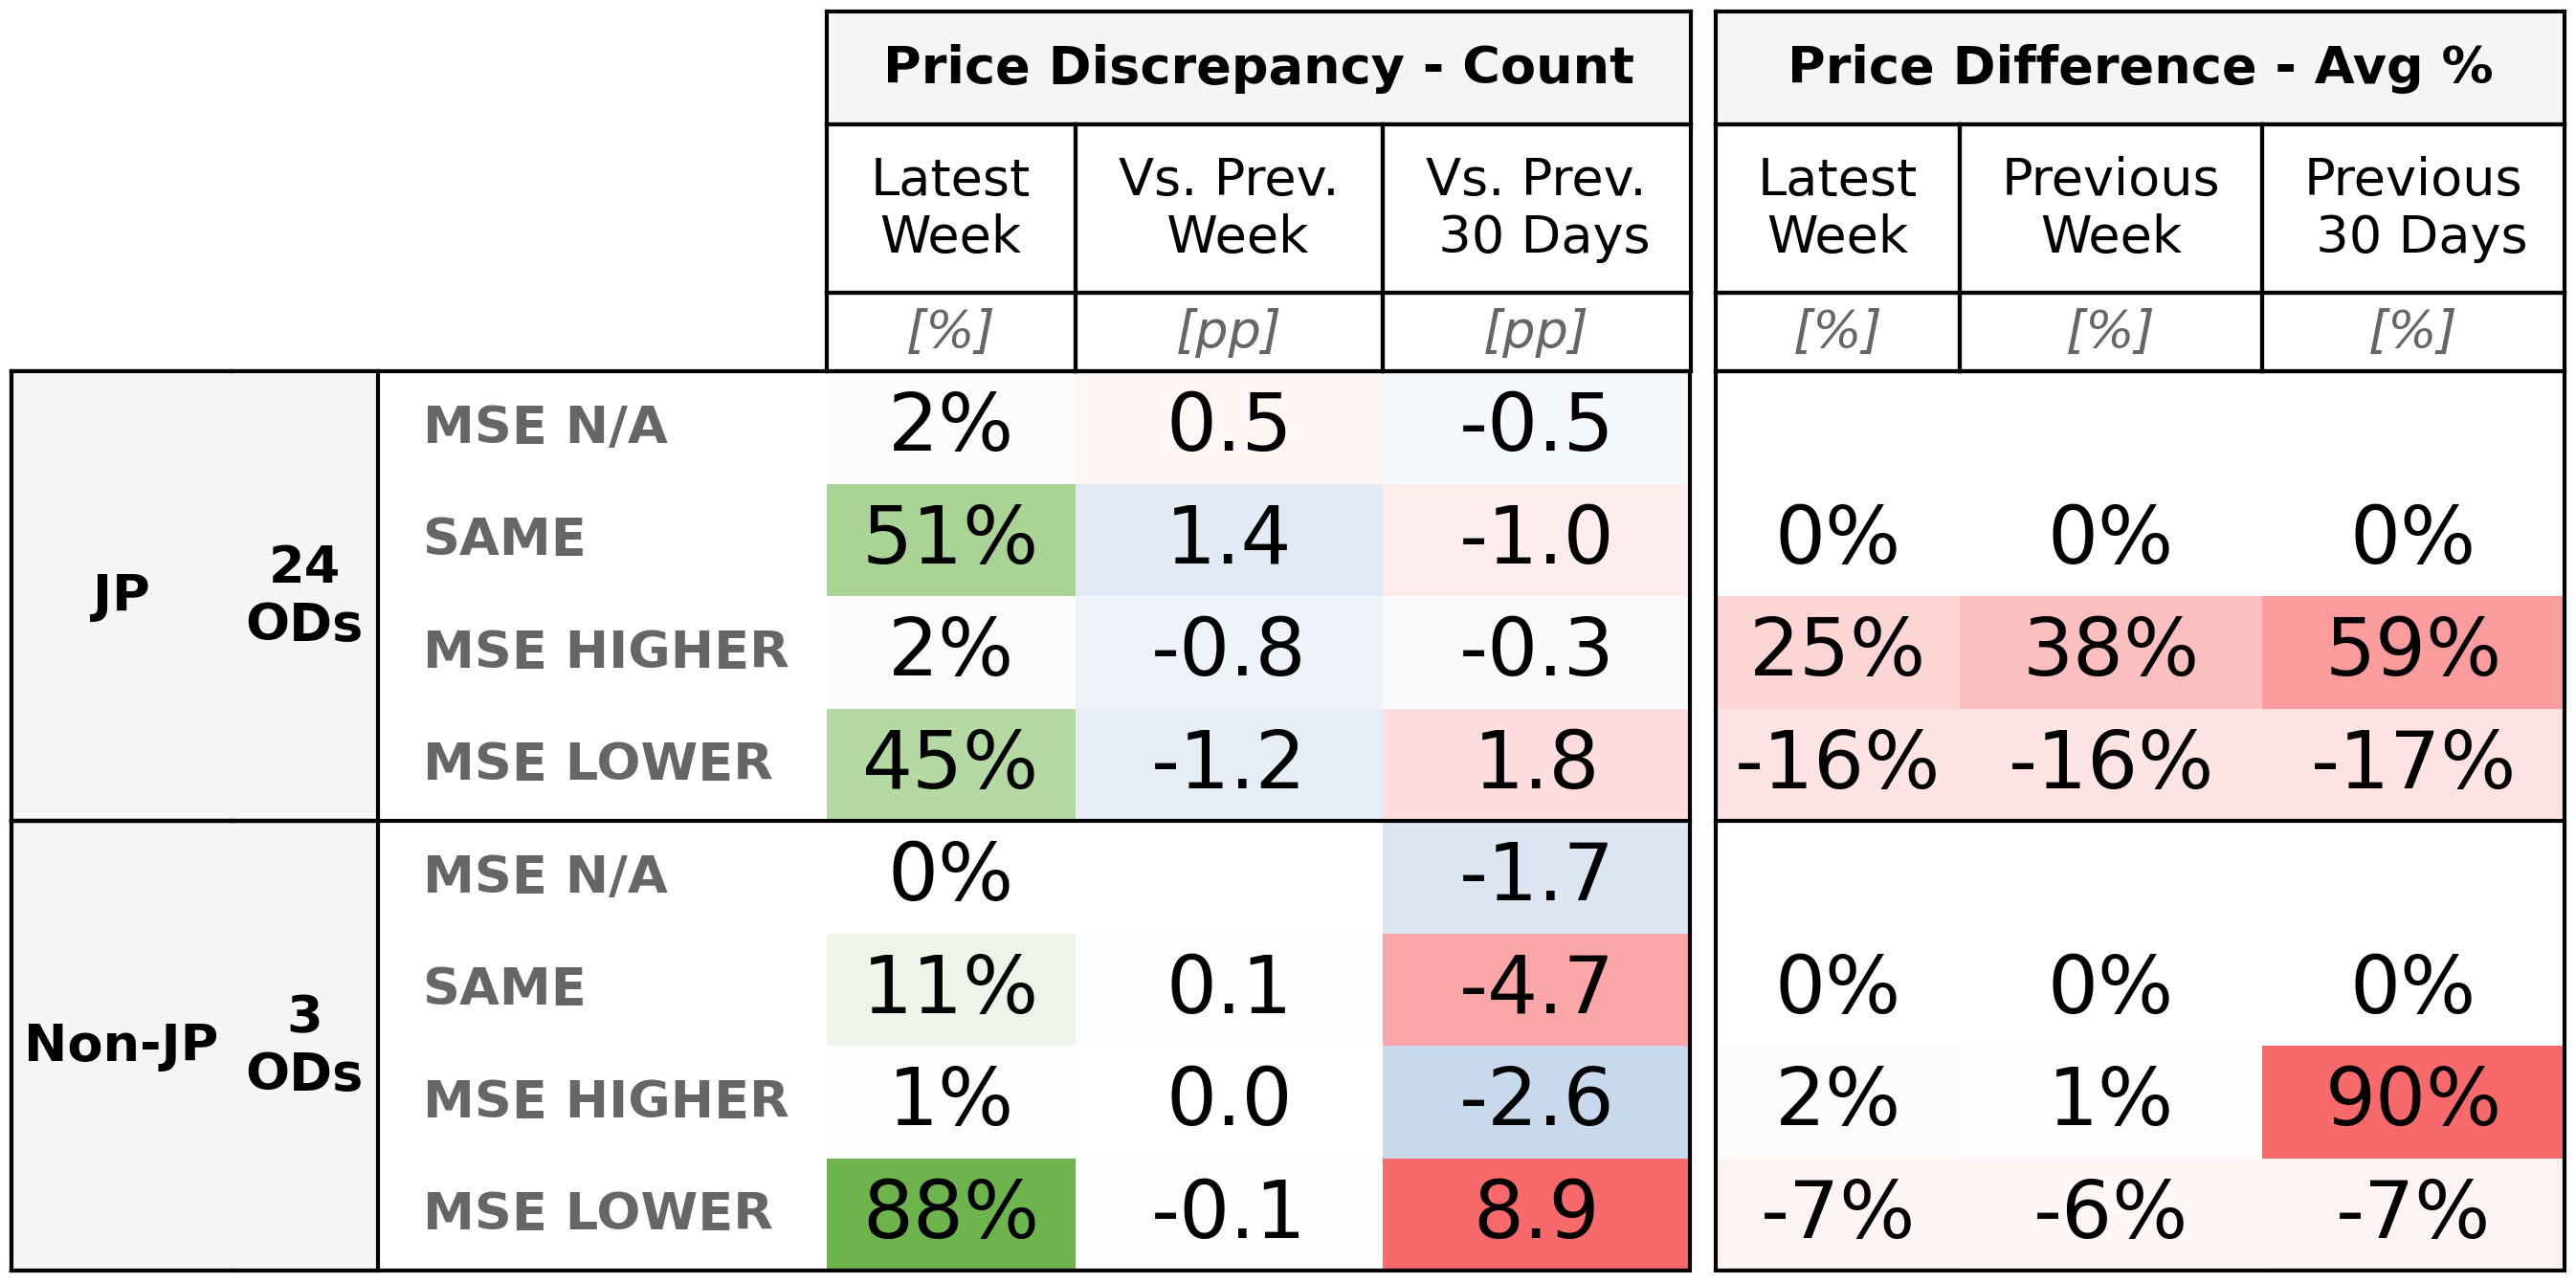 Price Discrepancy - Count Price Difference - Avg %
Latest Week Vs. Prev. Week Vs. Prev. 30 Days Latest Week Previous Week Previous 30 Days
[%] [pp] [pp] [%] [%] [%]
JP 24 ODs
MSE N/A 2% 0.5 -0.5
SAME 51% 1.4 -1.0 0% 0% 0%
MSE HIGHER 2% -0.8 -0.3 25% 38% 59%
MSE LOWER 45% -1.2 1.8 -16% -16% -17%
Non-JP 3 ODs
MSE N/A 0% -1.7
SAME 11% 0.1 -4.7 0% 0% 0%
MSE HIGHER 1% 0.0 -2.6 2% 1% 90%
MSE LOWER 88% -0.1 8.9 -7% -6% -7%